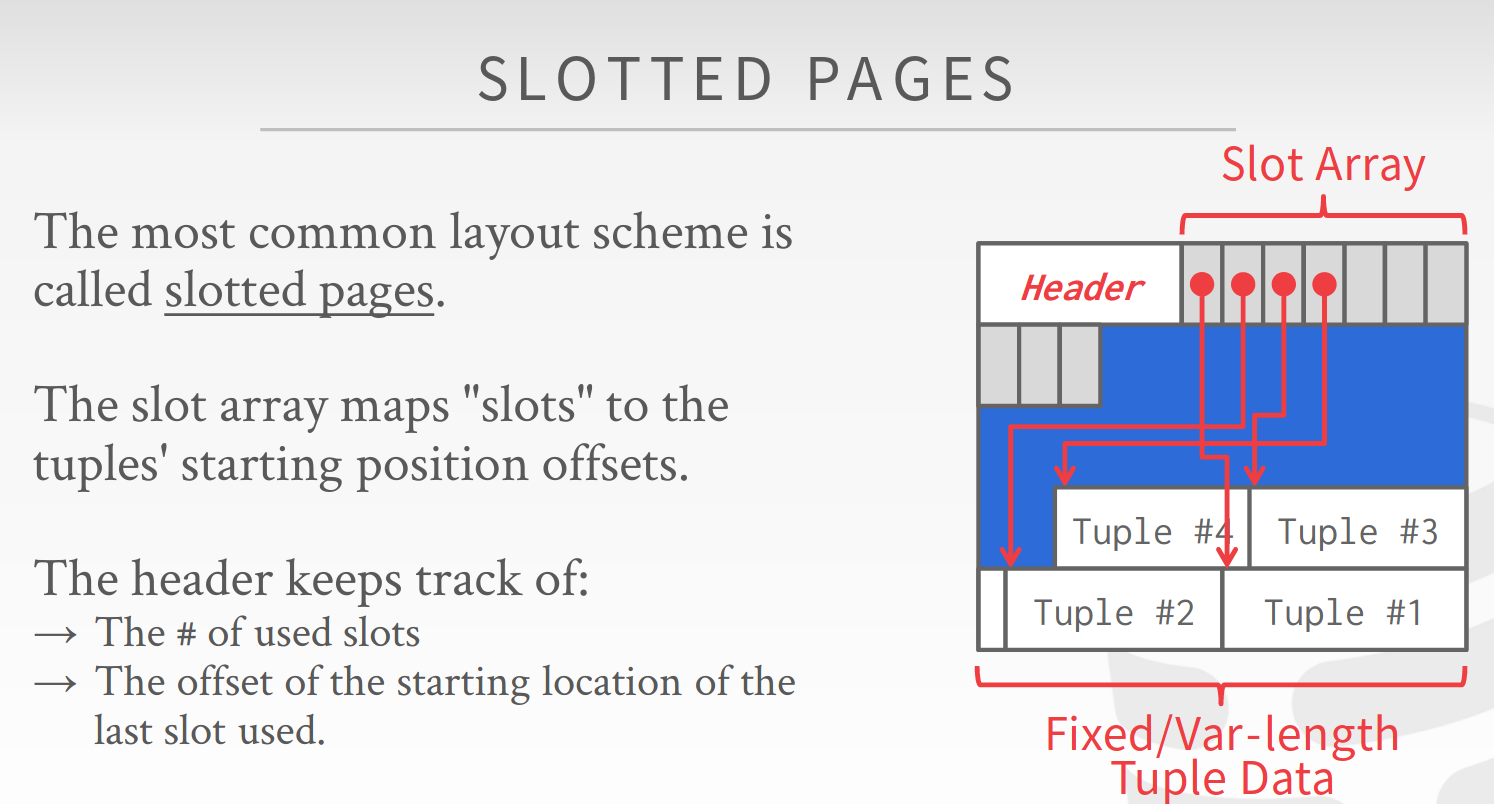 SLOTTED PAGES
The most common layout scheme is
called slotted pages.
The slot array maps "slots" to the
tuples' starting position offsets.
The header keeps track of:
→ The # of used slots
→ The offset of the starting location of the
last slot used.
Slot Array
Header
Tuple #4
Tuple #3
Tuple #2
Tuple #1
Fixed/Var-length
Tuple Data